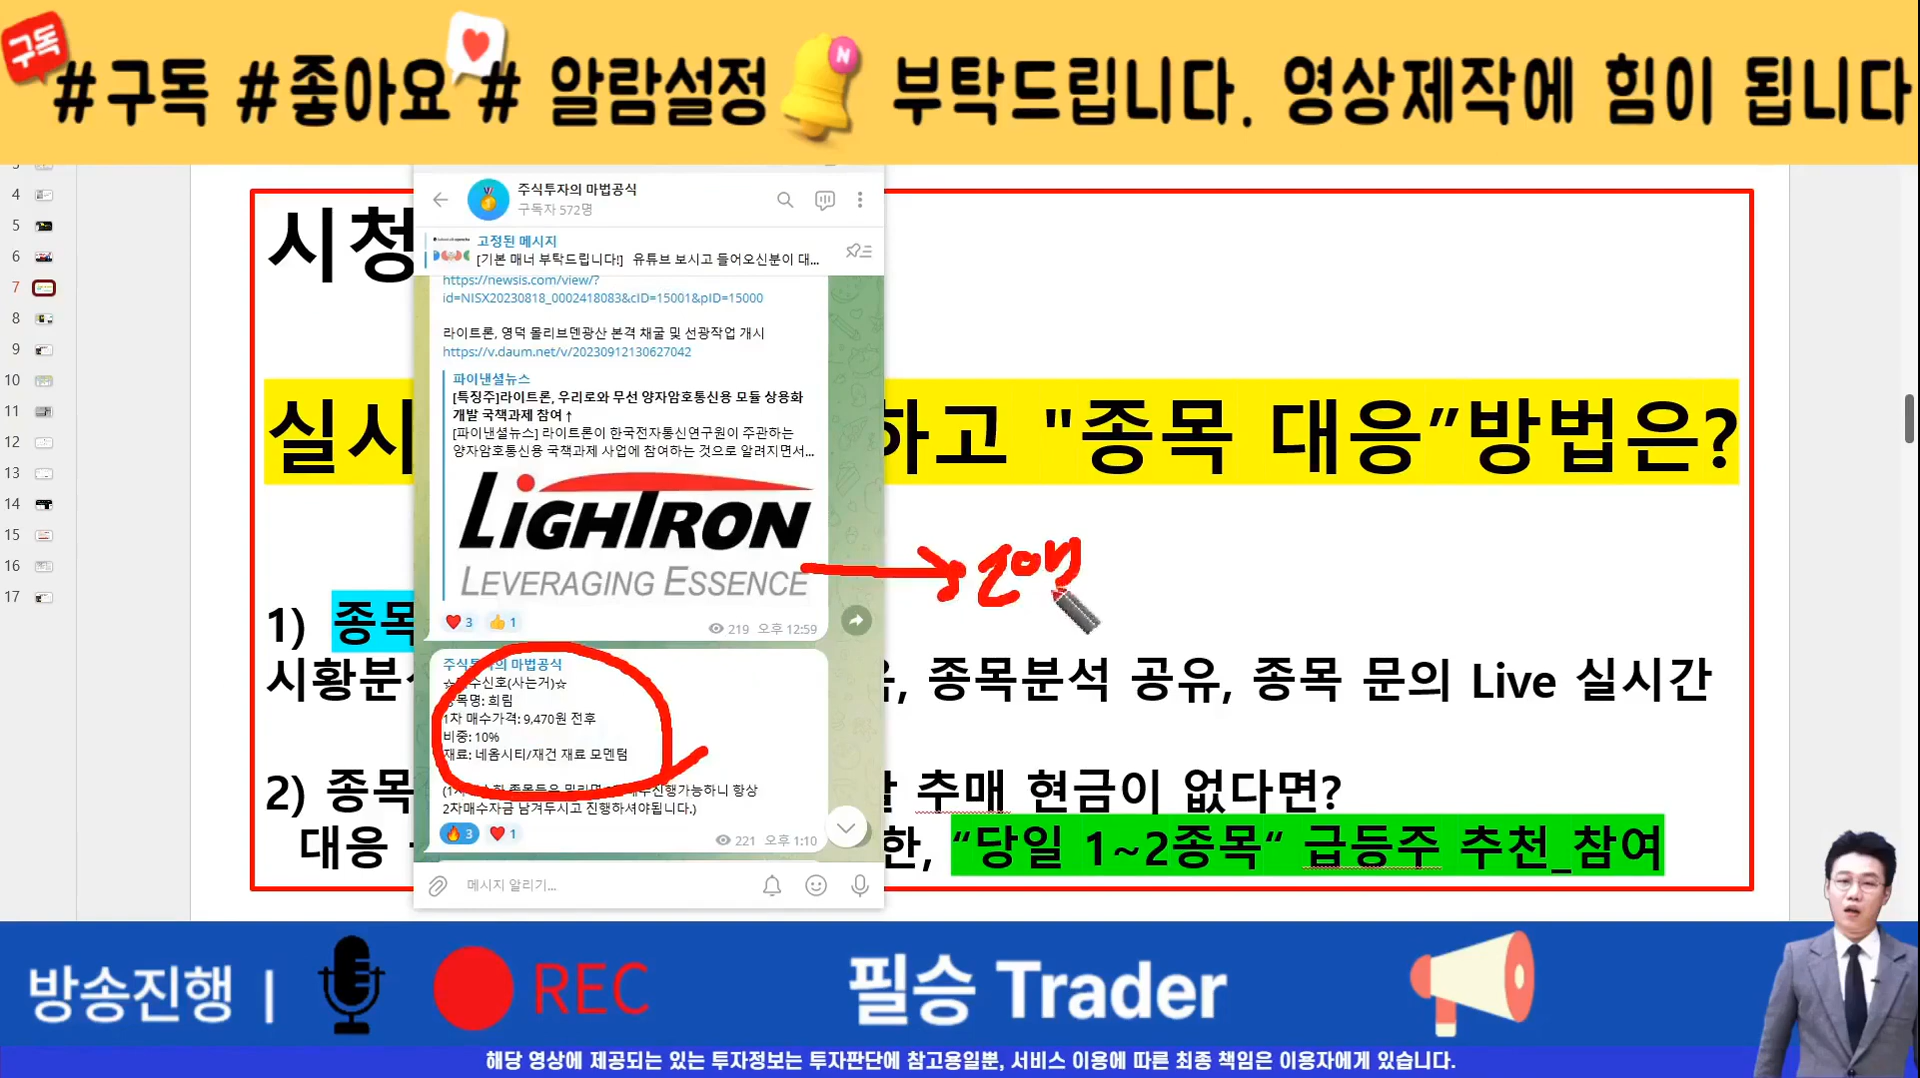 구독
#구독 #좋아요 # 알람설정 N 부탁드립니다. 영상제작에 힘이 됩니다
4
5
6
7
8
9
10
11
12
13
14
15
16
17
시청
실시 하고 "종목 대응”방법은?
1) 종목
시황분 , 종목분석 공유, 종목 문의 Live 실시간
2) 종목 추매 현금이 없다면?
대응 한, “당일 1~2종목“ 급등주 추천_참여
주식투자의 마법공식
구독자 572명
고정된 메시지
[기본 매너 부탁드립니다!] 유튜브 보시고 들어오신분이 대...
https://newsis.com/view/?
id=NISX20230818_0002418083&cID=15001&pID=15000
라이트론, 영덕 몰리브덴광산 본격 채굴 및 선광작업 개시
https://v.daum.net/v/20230912130627042
파이낸셜뉴스
[특징주]라이트론, 우리로와 무선 양자암호통신용 모듈 상용화
개발 국책과제 참여↑
[파이낸셜뉴스] 라이트론이 한국전자통신연구원이 주관하는
양자암호통신용 국책과제 사업에 참여하는 것으로 알려지면서...
LIGHTRON
LEVERAGING ESSENCE
3 1
219 오후 12:59
주식투자의 마법공식
☆매수신호(사는거)☆
종목명: 희림
1차 매수가격: 9,470원 전후
비중: 10%
재료: 네옴시티/재건 재료 모멘텀
2차매수자금 남겨두시고 진행하셔야됩니다.)
3 1
221 오후 1:10
메시지 알리기...
방송진행 | REC 필승 Trader
해당 영상에 제공되는 있는 투자정보는 투자판단에 참고용일뿐, 서비스 이용에 따른 최종 책임은 이용자에게 있습니다.